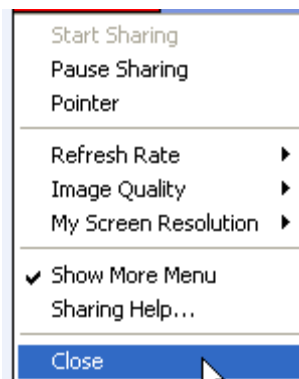 Start Sharing
Pause Sharing
Pointer
Refresh Rate
Image Quality
My Screen Resolution
Show More Menu
Sharing Help...
Close